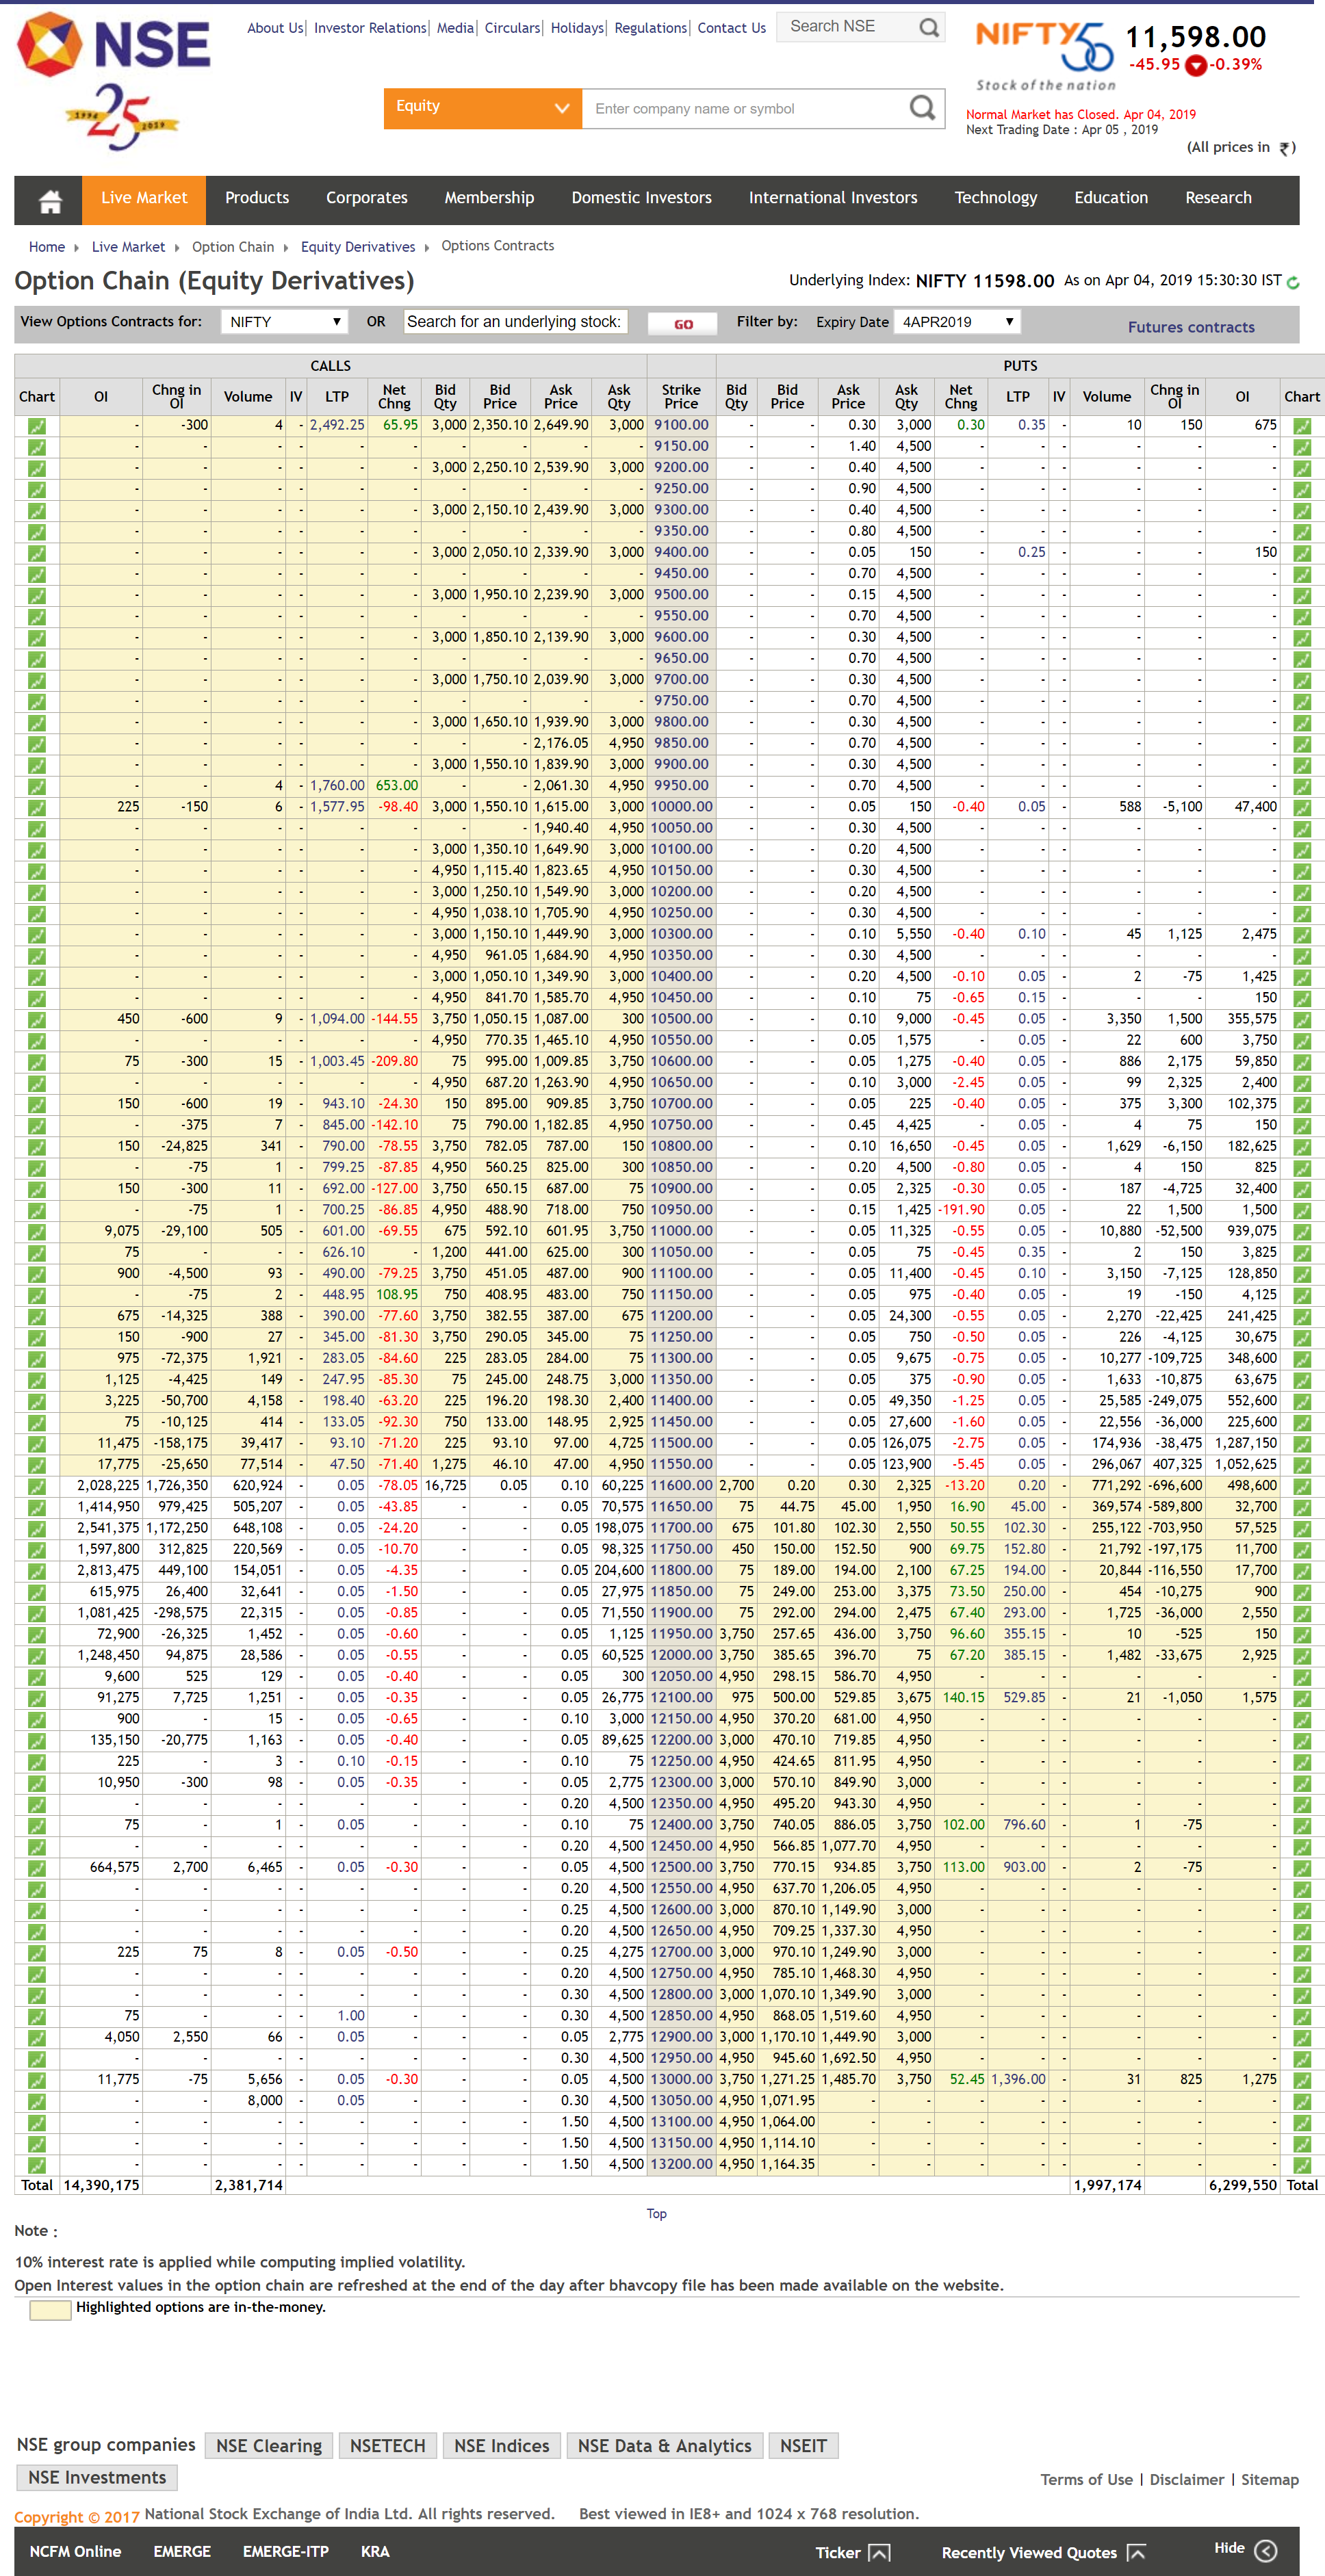 NSE
1994 25 2019
About Us| Investor Relations| Media| Circulars| Holidays| Regulations| Contact Us
Search NSE
NIFTY50
Stock of the nation
11,598.00
-45.95 -0.39%
Equity
Enter company name or symbol
Normal Market has Closed. Apr 04, 2019
Next Trading Date : Apr 05 , 2019
(All prices in ₹)
Live Market Products Corporates Membership Domestic Investors International Investors Technology Education Research
Home Live Market Option Chain Equity Derivatives Options Contracts
Option Chain (Equity Derivatives)
Underlying Index: NIFTY 11598.00 As on Apr 04, 2019 15:30:30 IST
View Options Contracts for: NIFTY OR Search for an underlying stock: GO Filter by: Expiry Date 4APR2019 Futures contracts
CALLS PUTS
Chart OI Chng in OI Volume IV LTP Net Chng Bid Qty Bid Price Ask Price Ask Qty Strike Price Bid Qty Bid Price Ask Price Ask Qty Net Chng LTP IV Volume Chng in OI OI Chart
- -300 4 - 2,492.25 65.95 3,000 2,350.10 2,649.90 3,000 9100.00 - - 0.30 3,000 0.30 0.35 - 10 150 675
- - - - - - - - - - 9150.00 - - 1.40 4,500 - - - - - -
- - - - - - 3,000 2,250.10 2,539.90 3,000 9200.00 - - 0.40 4,500 - - - - - -
- - - - - - - - - - 9250.00 - - 0.90 4,500 - - - - - -
- - - - - - 3,000 2,150.10 2,439.90 3,000 9300.00 - - 0.40 4,500 - - - - - -
- - - - - - - - - - 9350.00 - - 0.80 4,500 - - - - - -
- - - - - - 3,000 2,050.10 2,339.90 3,000 9400.00 - - 0.05 150 - 0.25 - - - 150
- - - - - - - - - - 9450.00 - - 0.70 4,500 - - - - - -
- - - - - - 3,000 1,950.10 2,239.90 3,000 9500.00 - - 0.15 4,500 - - - - - -
- - - - - - - - - - 9550.00 - - 0.70 4,500 - - - - - -
- - - - - - 3,000 1,850.10 2,139.90 3,000 9600.00 - - 0.30 4,500 - - - - - -
- - - - - - - - - - 9650.00 - - 0.70 4,500 - - - - - -
- - - - - - 3,000 1,750.10 2,039.90 3,000 9700.00 - - 0.30 4,500 - - - - - -
- - - - - - - - - - 9750.00 - - 0.70 4,500 - - - - - -
- - - - - - 3,000 1,650.10 1,939.90 3,000 9800.00 - - 0.30 4,500 - - - - - -
- - - - - - - - 2,176.05 4,950 9850.00 - - 0.70 4,500 - - - - - -
- - - - - - 3,000 1,550.10 1,839.90 3,000 9900.00 - - 0.30 4,500 - - - - - -
- - 4 - 1,760.00 653.00 - - 2,061.30 4,950 9950.00 - - 0.70 4,500 - - - - - -
225 -150 6 - 1,577.95 -98.40 3,000 1,550.10 1,615.00 3,000 10000.00 - - 0.05 150 -0.40 0.05 - 588 -5,100 47,400
- - - - - - - - 1,940.40 4,950 10050.00 - - 0.30 4,500 - - - - - -
- - - - - - 3,000 1,350.10 1,649.90 3,000 10100.00 - - 0.20 4,500 - - - - - -
- - - - - - 4,950 1,115.40 1,823.65 4,950 10150.00 - - 0.30 4,500 - - - - - -
- - - - - - 3,000 1,250.10 1,549.90 3,000 10200.00 - - 0.20 4,500 - - - - - -
- - - - - - 4,950 1,038.10 1,705.90 4,950 10250.00 - - 0.30 4,500 - - - - - -
- - - - - - 3,000 1,150.10 1,449.90 3,000 10300.00 - - 0.10 5,550 -0.40 0.10 - 45 1,125 2,475
- - - - - - 4,950 961.05 1,684.90 4,950 10350.00 - - 0.30 4,500 - - - - - -
- - - - - - 3,000 1,050.10 1,349.90 3,000 10400.00 - - 0.20 4,500 -0.10 0.05 - 2 -75 1,425
- - - - - - 4,950 841.70 1,585.70 4,950 10450.00 - - 0.10 75 -0.65 0.15 - - - 150
450 -600 9 - 1,094.00 -144.55 3,750 1,050.15 1,087.00 300 10500.00 - - 0.10 9,000 -0.45 0.05 - 3,350 1,500 355,575
- - - - - - 4,950 770.35 1,465.10 4,950 10550.00 - - 0.05 1,575 - 0.05 - 22 600 3,750
75 -300 15 - 1,003.45 -209.80 75 995.00 1,009.85 3,750 10600.00 - - 0.05 1,275 -0.40 0.05 - 886 2,175 59,850
- - - - - - 4,950 687.20 1,263.90 4,950 10650.00 - - 0.10 3,000 -2.45 0.05 - 99 2,325 2,400
150 -600 19 - 943.10 -24.30 150 895.00 909.85 3,750 10700.00 - - 0.05 225 -0.40 0.05 - 375 3,300 102,375
- -375 7 - 845.00 -142.10 75 790.00 1,182.85 4,950 10750.00 - - 0.45 4,425 - 0.05 - 4 75 150
150 -24,825 341 - 790.00 -78.55 3,750 782.05 787.00 150 10800.00 - - 0.10 16,650 -0.45 0.05 - 1,629 -6,150 182,625
- -75 1 - 799.25 -87.85 4,950 560.25 825.00 300 10850.00 - - 0.20 4,500 -0.80 0.05 - 4 150 825
150 -300 11 - 692.00 -127.00 3,750 650.15 687.00 75 10900.00 - - 0.05 2,325 -0.30 0.05 - 187 -4,725 32,400
- -75 1 - 700.25 -86.85 4,950 488.90 718.00 750 10950.00 - - 0.15 1,425 -191.90 0.05 - 22 1,500 1,500
9,075 -29,100 505 - 601.00 -69.55 675 592.10 601.95 3,750 11000.00 - - 0.05 11,325 -0.55 0.05 - 10,880 -52,500 939,075
75 - - - 626.10 - 1,200 441.00 625.00 300 11050.00 - - 0.05 75 -0.45 0.35 - 2 150 3,825
900 -4,500 93 - 490.00 -79.25 3,750 451.05 487.00 900 11100.00 - - 0.05 11,400 -0.45 0.10 - 3,150 -7,125 128,850
- -75 2 - 448.95 108.95 750 408.95 483.00 750 11150.00 - - 0.05 975 -0.40 0.05 - 19 -150 4,125
675 -14,325 388 - 390.00 -77.60 3,750 382.55 387.00 675 11200.00 - - 0.05 24,300 -0.55 0.05 - 2,270 -22,425 241,425
150 -900 27 - 345.00 -81.30 3,750 290.05 345.00 75 11250.00 - - 0.05 750 -0.50 0.05 - 226 -4,125 30,675
975 -72,375 1,921 - 283.05 -84.60 225 283.05 284.00 75 11300.00 - - 0.05 9,675 -0.75 0.05 - 10,277 -109,725 348,600
1,125 -4,425 149 - 247.95 -85.30 75 245.00 248.75 3,000 11350.00 - - 0.05 375 -0.90 0.05 - 1,633 -10,875 63,675
3,225 -50,700 4,158 - 198.40 -63.20 225 196.20 198.30 2,400 11400.00 - - 0.05 49,350 -1.25 0.05 - 25,585 -249,075 552,600
75 -10,125 414 - 133.05 -92.30 750 133.00 148.95 2,925 11450.00 - - 0.05 27,600 -1.60 0.05 - 22,556 -36,000 225,600
11,475 -158,175 39,417 - 93.10 -71.20 225 93.10 97.00 4,725 11500.00 - - 0.05 126,075 -2.75 0.05 - 174,936 -38,475 1,287,150
17,775 -25,650 77,514 - 47.50 -71.40 1,275 46.10 47.00 4,950 11550.00 - - 0.05 123,900 -5.45 0.05 - 296,067 407,325 1,052,625
2,028,225 1,726,350 620,924 - 0.05 -78.05 16,725 0.05 0.10 60,225 11600.00 2,700 0.20 0.30 2,325 -13.20 0.20 - 771,292 -696,600 498,600
1,414,950 979,425 505,207 - 0.05 -43.85 - - 0.05 70,575 11650.00 75 44.75 45.00 1,950 16.90 45.00 - 369,574 -589,800 32,700
2,541,375 1,172,250 648,108 - 0.05 -24.20 - - 0.05 198,075 11700.00 675 101.80 102.30 2,550 50.55 102.30 - 255,122 -703,950 57,525
1,597,800 312,825 220,569 - 0.05 -10.70 - - 0.05 98,325 11750.00 450 150.00 152.50 900 69.75 152.80 - 21,792 -197,175 11,700
2,813,475 449,100 154,051 - 0.05 -4.35 - - 0.05 204,600 11800.00 75 189.00 194.00 2,100 67.25 194.00 - 20,844 -116,550 17,700
615,975 26,400 32,641 - 0.05 -1.50 - - 0.05 27,975 11850.00 75 249.00 253.00 3,375 73.50 250.00 - 454 -10,275 900
1,081,425 -298,575 22,315 - 0.05 -0.85 - - 0.05 71,550 11900.00 75 292.00 294.00 2,475 67.40 293.00 - 1,725 -36,000 2,550
72,900 -26,325 1,452 - 0.05 -0.60 - - 0.05 1,125 11950.00 3,750 257.65 436.00 3,750 96.60 355.15 - 10 -525 150
1,248,450 94,875 28,586 - 0.05 -0.55 - - 0.05 60,525 12000.00 3,750 385.65 396.70 75 67.20 385.15 - 1,482 -33,675 2,925
9,600 525 129 - 0.05 -0.40 - - 0.05 300 12050.00 4,950 298.15 586.70 4,950 - - - - - -
91,275 7,725 1,251 - 0.05 -0.35 - - 0.05 26,775 12100.00 975 500.00 529.85 3,675 140.15 529.85 - 21 -1,050 1,575
900 - 15 - 0.05 -0.65 - - 0.10 3,000 12150.00 4,950 370.20 681.00 4,950 - - - - - -
135,150 -20,775 1,163 - 0.05 -0.40 - - 0.05 89,625 12200.00 3,000 470.10 719.85 4,950 - - - - - -
225 - 3 - 0.10 -0.15 - - 0.10 75 12250.00 4,950 424.65 811.95 4,950 - - - - - -
10,950 -300 98 - 0.05 -0.35 - - 0.05 2,775 12300.00 3,000 570.10 849.90 3,000 - - - - - -
- - - - - - - - 0.20 4,500 12350.00 4,950 495.20 943.30 4,950 - - - - - -
75 - 1 - 0.05 - - - 0.10 75 12400.00 3,750 740.05 886.05 3,750 102.00 796.60 - 1 -75 -
- - - - - - - - 0.20 4,500 12450.00 4,950 566.85 1,077.70 4,950 - - - - - -
664,575 2,700 6,465 - 0.05 -0.30 - - 0.05 4,500 12500.00 3,750 770.15 934.85 3,750 113.00 903.00 - 2 -75 -
- - - - - - - - 0.20 4,500 12550.00 4,950 637.70 1,206.05 4,950 - - - - - -
- - - - - - - - 0.25 4,500 12600.00 3,000 870.10 1,149.90 3,000 - - - - - -
- - - - - - - - 0.20 4,500 12650.00 4,950 709.25 1,337.30 4,950 - - - - - -
225 75 8 - 0.05 -0.50 - - 0.25 4,275 12700.00 3,000 970.10 1,249.90 3,000 - - - - - -
- - - - - - - - 0.20 4,500 12750.00 4,950 785.10 1,468.30 4,950 - - - - - -
- - - - - - - - 0.30 4,500 12800.00 3,000 1,070.10 1,349.90 3,000 - - - - - -
75 - - - 1.00 - - - 0.30 4,500 12850.00 4,950 868.05 1,519.60 4,950 - - - - - -
4,050 2,550 66 - 0.05 - - - 0.05 2,775 12900.00 3,000 1,170.10 1,449.90 3,000 - - - - - -
- - - - - - - - 0.30 4,500 12950.00 4,950 945.60 1,692.50 4,950 - - - - - -
11,775 -75 5,656 - 0.05 -0.30 - - 0.05 4,500 13000.00 3,750 1,271.25 1,485.70 3,750 52.45 1,396.00 - 31 825 1,275
- - 8,000 - 0.05 - - - 0.30 4,500 13050.00 4,950 1,071.95 - - - - - - - -
- - - - - - - - 1.50 4,500 13100.00 4,950 1,064.00 - - - - - - - -
- - - - - - - - 1.50 4,500 13150.00 4,950 1,114.10 - - - - - - - -
- - - - - - - - 1.50 4,500 13200.00 4,950 1,164.35 - - - - - - - -
Total 14,390,175 2,381,714 1,997,174 6,299,550 Total
Top
Note :
10% interest rate is applied while computing implied volatility.
Open Interest values in the option chain are refreshed at the end of the day after bhavcopy file has been made available on the website.
Highlighted options are in-the-money.
NSE group companies NSE Clearing NSETECH NSE Indices NSE Data & Analytics NSEIT
NSE Investments
Terms of Use | Disclaimer | Sitemap
Copyright © 2017 National Stock Exchange of India Ltd. All rights reserved. Best viewed in IE8+ and 1024 x 768 resolution.
NCFM Online EMERGE EMERGE-ITP KRA Ticker Recently Viewed Quotes Hide